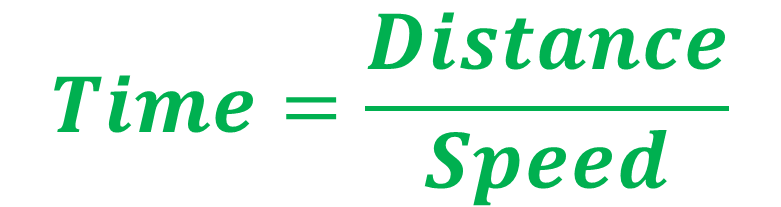 Time = Distance / Speed